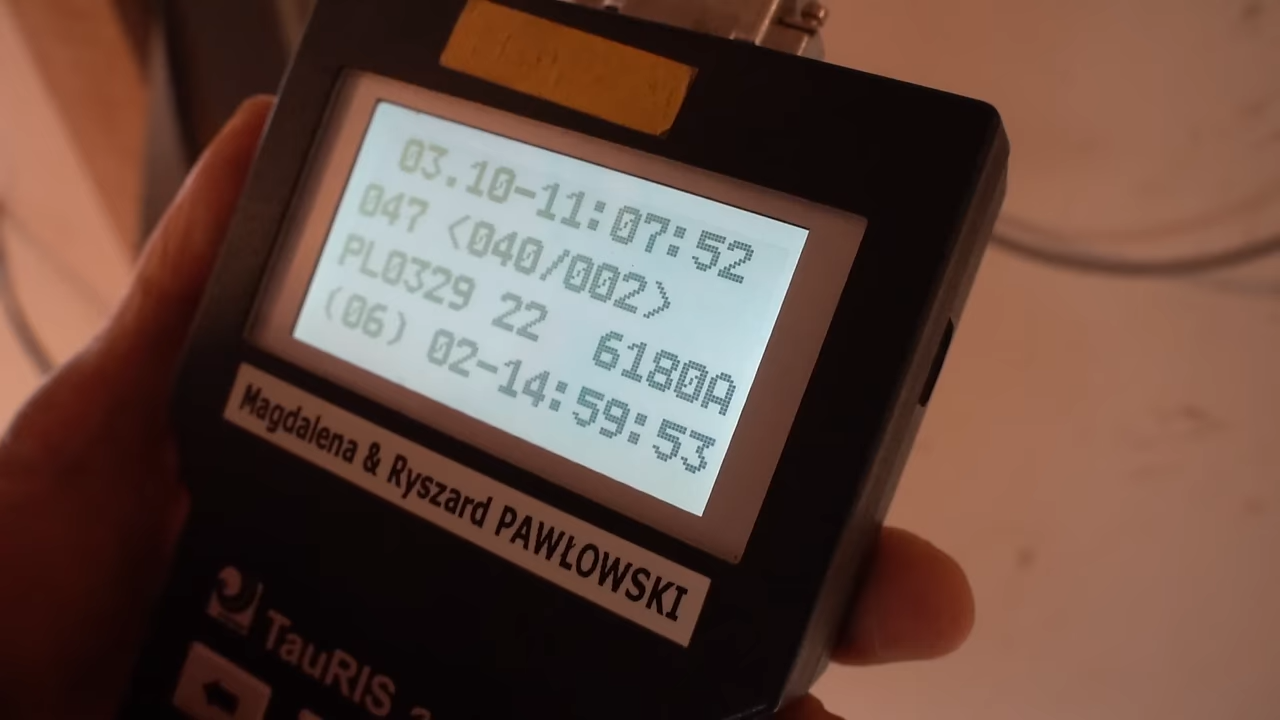 03.10-11:07:52
047 <040/002>
PL0329 22 6180A
(06) 02-14:59:53
Magdalena & Ryszard PAWŁOWSKI
TauRIS